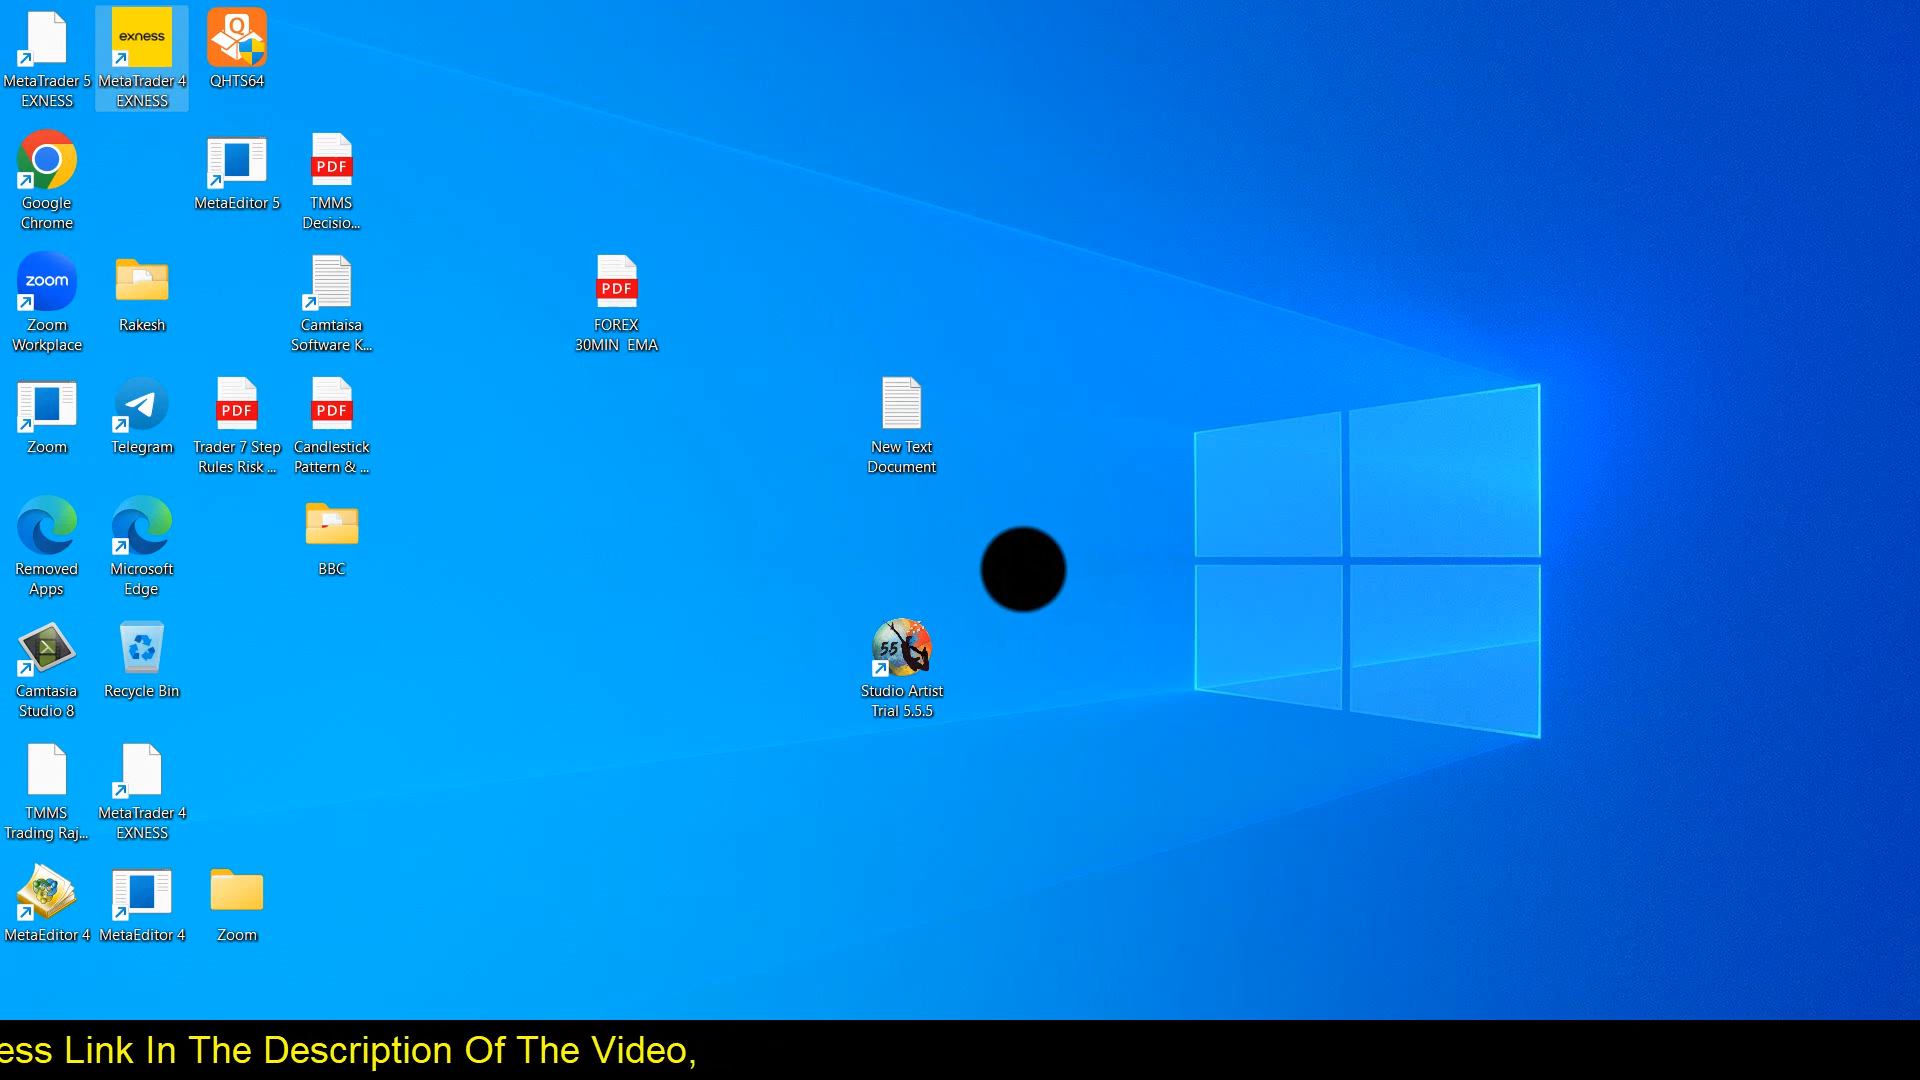 MetaTrader 5
EXNESS
exness
MetaTrader 4
EXNESS
Q
QHTS64
Google
Chrome
MetaEditor 5
PDF
TMMS
Decisio...
zoom
Zoom
Workplace
Rakesh
Camtaisa
Software K...
PDF
FOREX
30MIN EMA
Zoom
Telegram
PDF
Trader 7 Step
Rules Risk ...
PDF
Candlestick
Pattern & ...
New Text
Document
Removed
Apps
Microsoft
Edge
BBC
Camtasia
Studio 8
Recycle Bin
55
Studio Artist
Trial 5.5.5
TMMS
Trading Raj...
MetaTrader 4
EXNESS
MetaEditor 4
MetaEditor 4
Zoom
ess Link In The Description Of The Video,